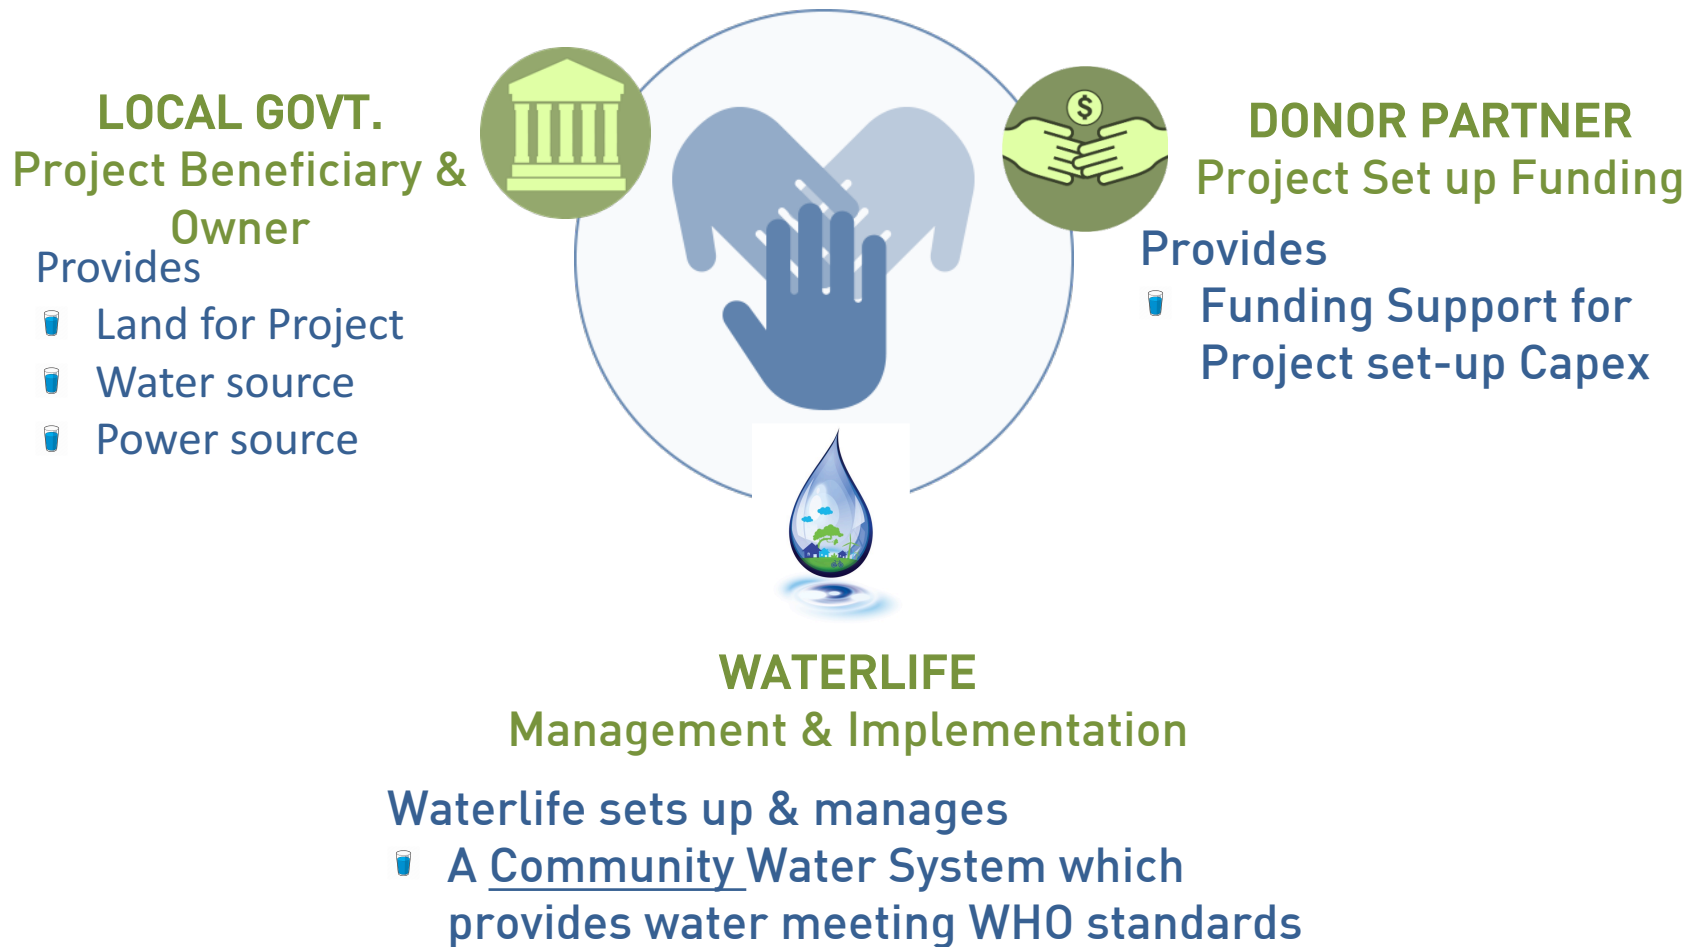 LOCAL GOVT.
Project Beneficiary &
Owner
Provides
Land for Project
Water source
Power source
$
DONOR PARTNER
Project Set up Funding
Provides
Funding Support for
Project set-up Capex
WATERLIFE
Management & Implementation
Waterlife sets up & manages
A Community Water System which
provides water meeting WHO standards